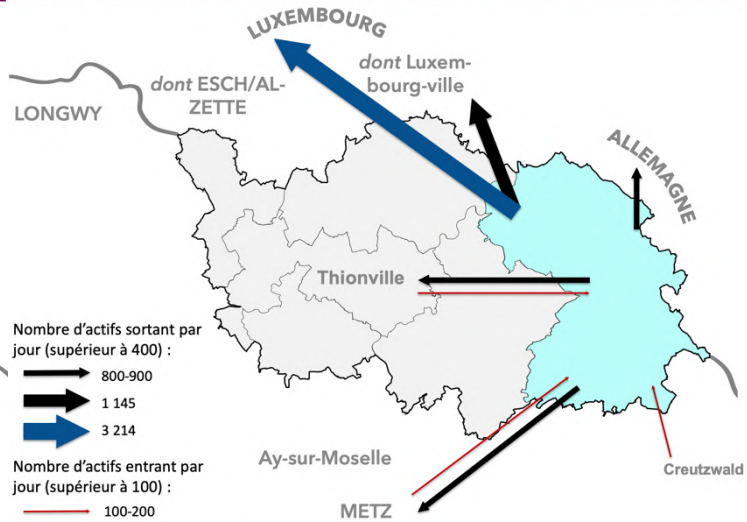 LUXEMBOURG
dont Luxem-
bourg-ville
dont ESCH/AL-
ZETTE
LONGWY
ALLEMAGNE
Thionville
Nombre d'actifs sortant par
jour (supérieur à 400) :
800-900
1 145
3 214
Nombre d'actifs entrant par
jour (supérieur à 100) :
100-200
Ay-sur-Moselle
METZ
Creutzwald